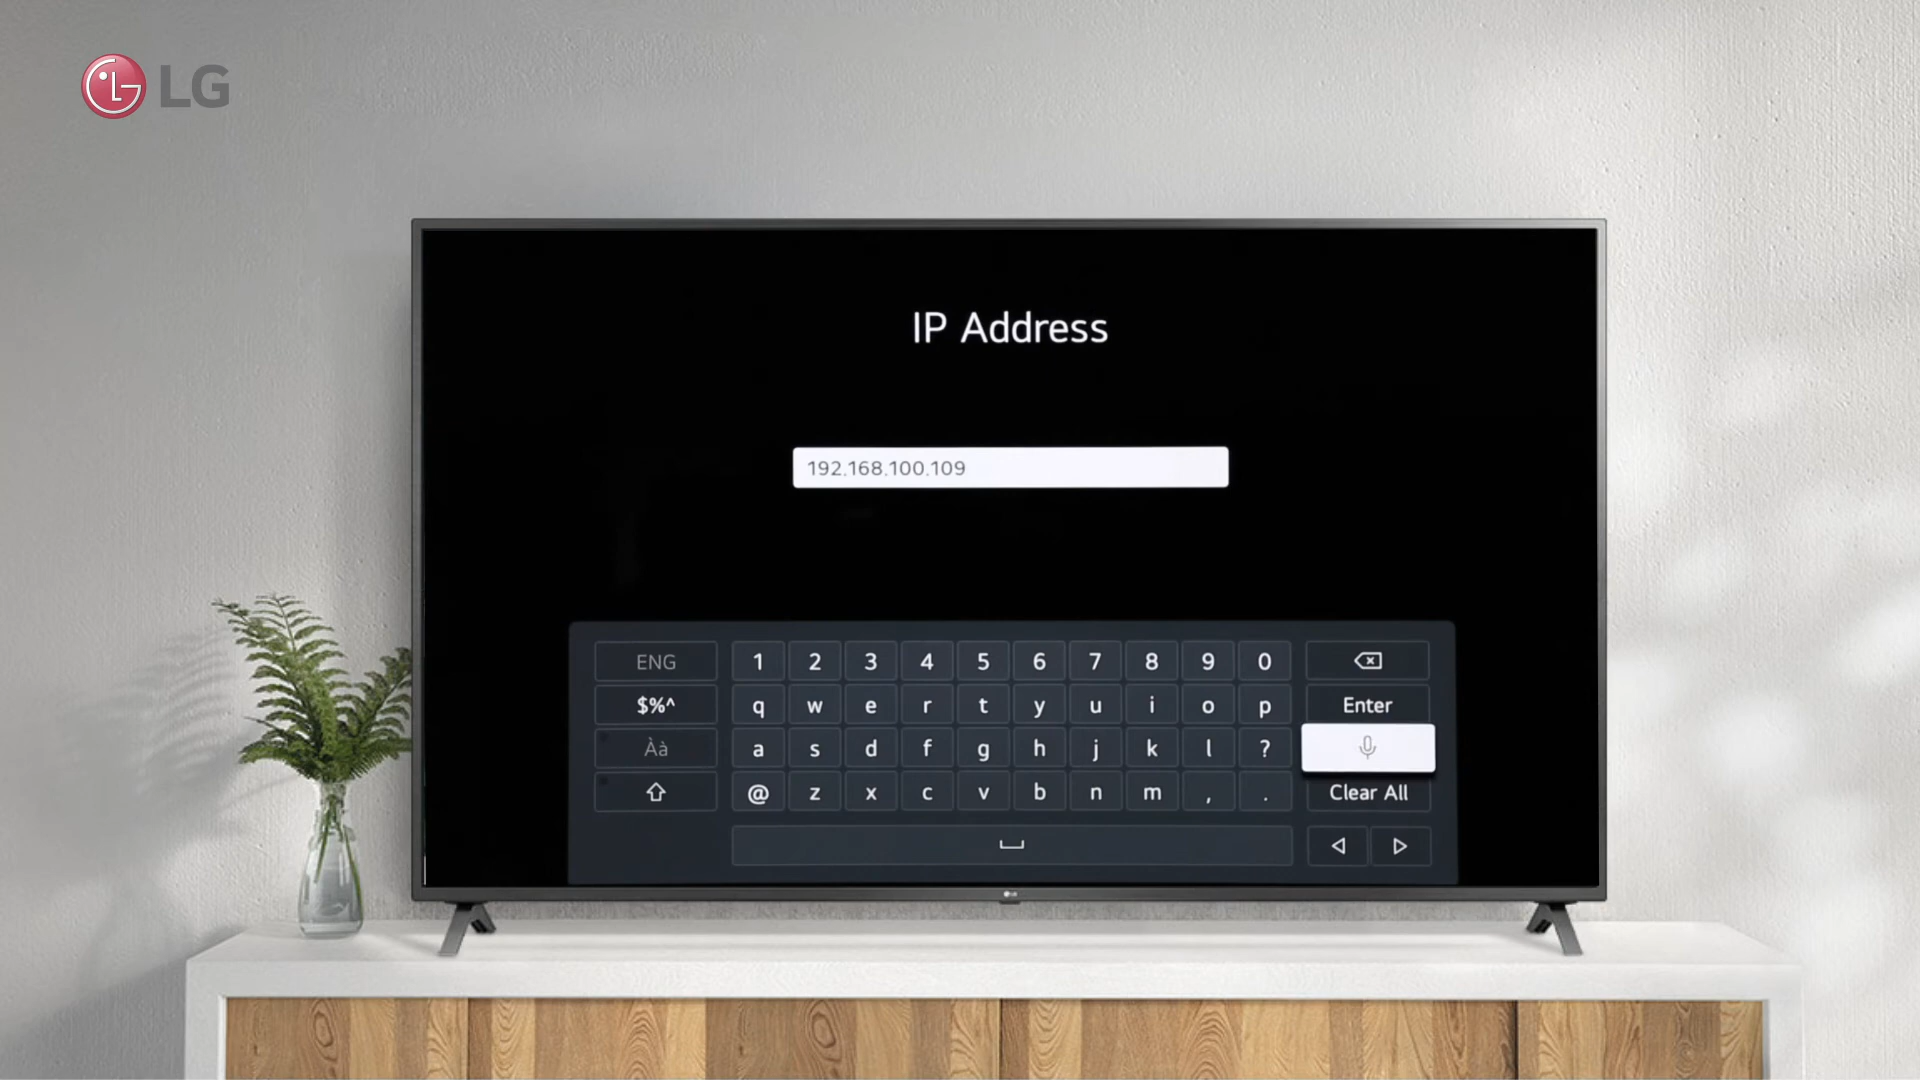 LG
IP Address
192.168.100.109
ENG 1 2 3 4 5 6 7 8 9 0
$%^ q w e r t y u i o p Enter
Àà a s d f g h j k l ?
@ z x c v b n m , . Clear All